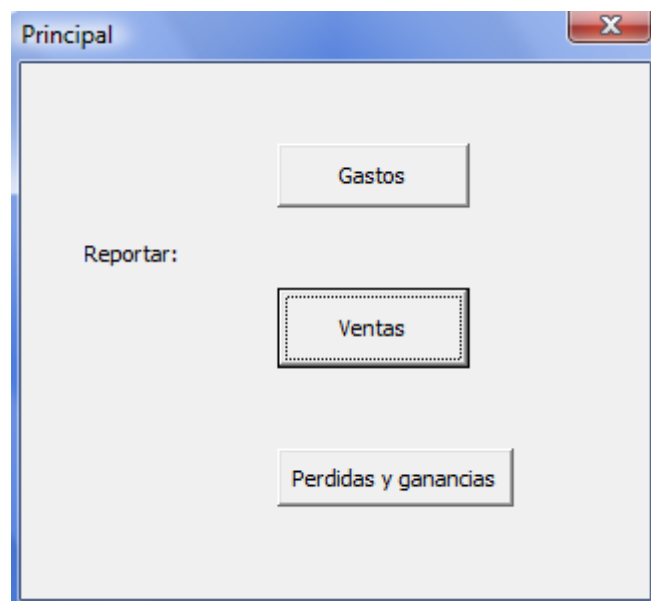 Principal
Gastos
Reportar:
Ventas
Perdidas y ganancias